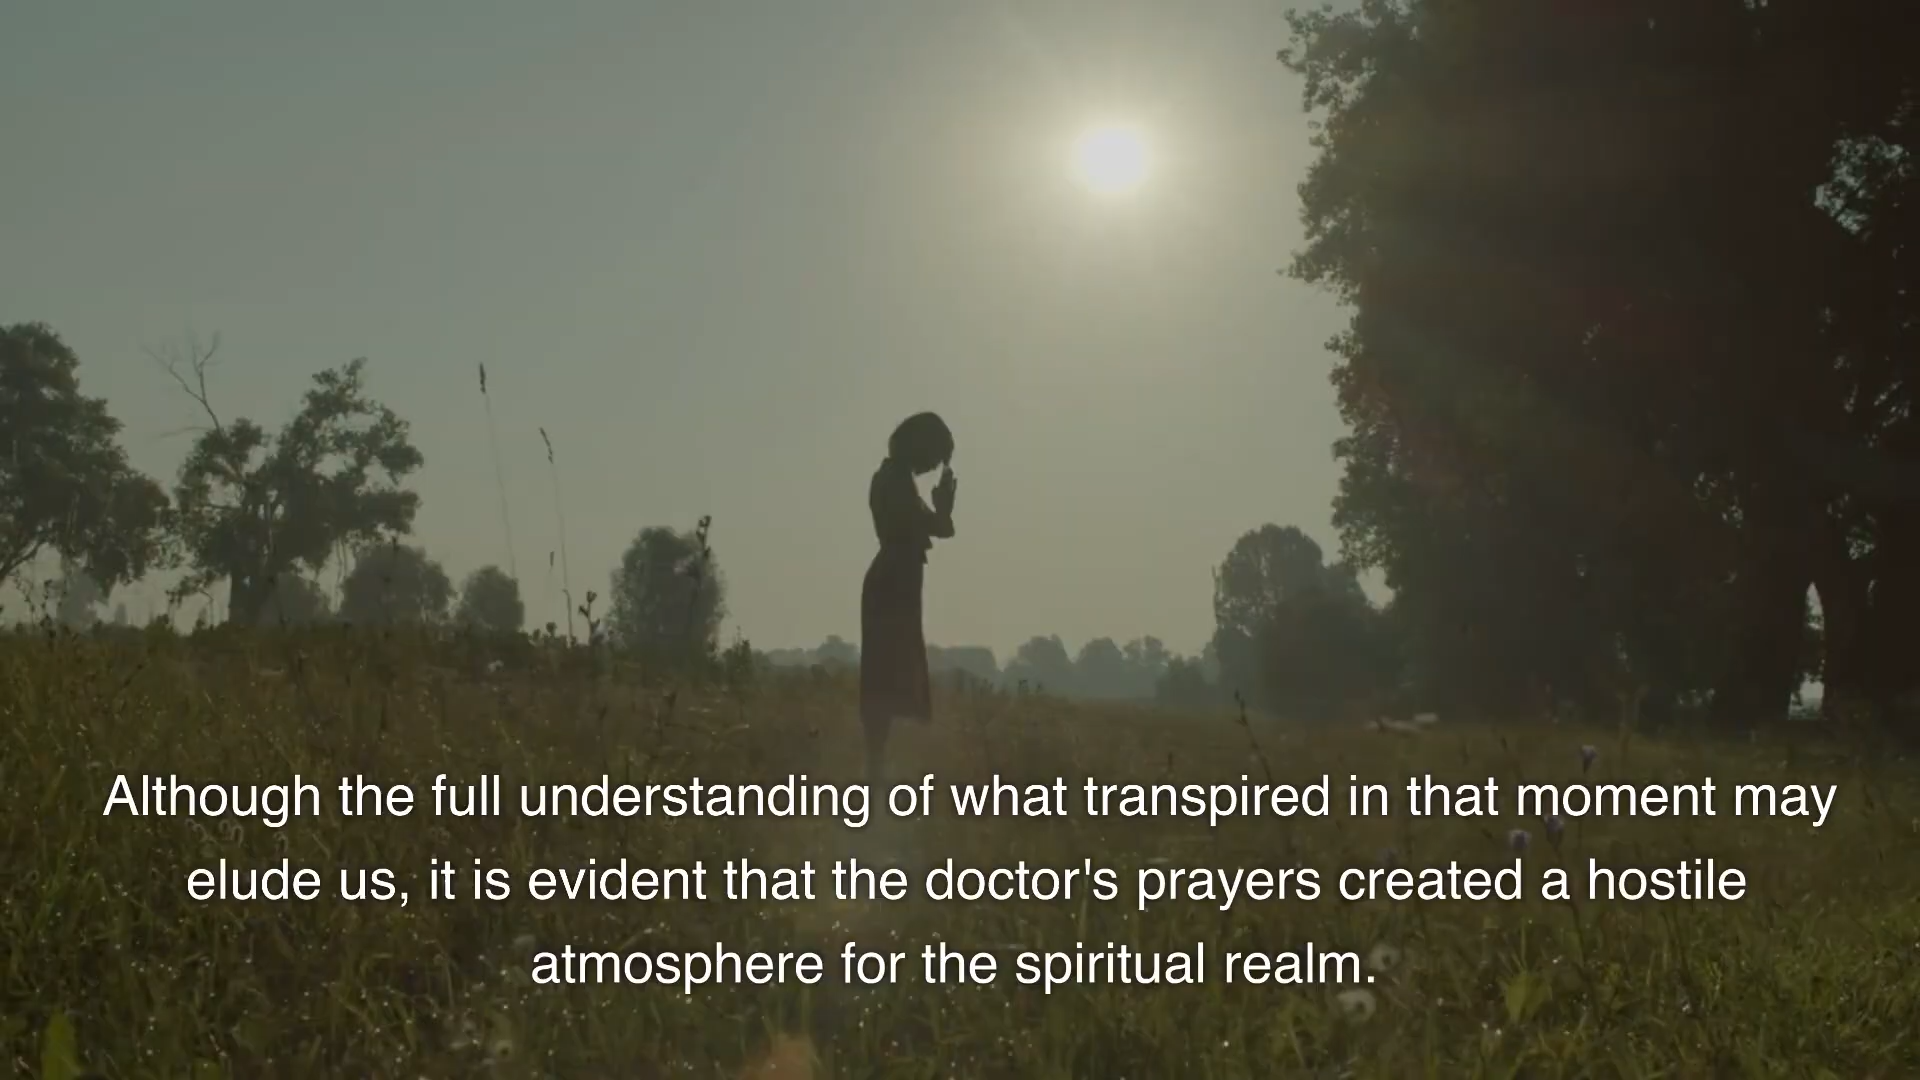 Although the full understanding of what transpired in that moment may
elude us, it is evident that the doctor's prayers created a hostile
atmosphere for the spiritual realm.